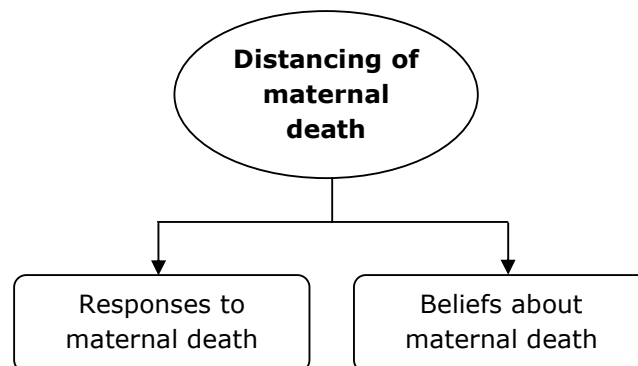 Distancing of
maternal
death
Responses to
maternal death
Beliefs about
maternal death